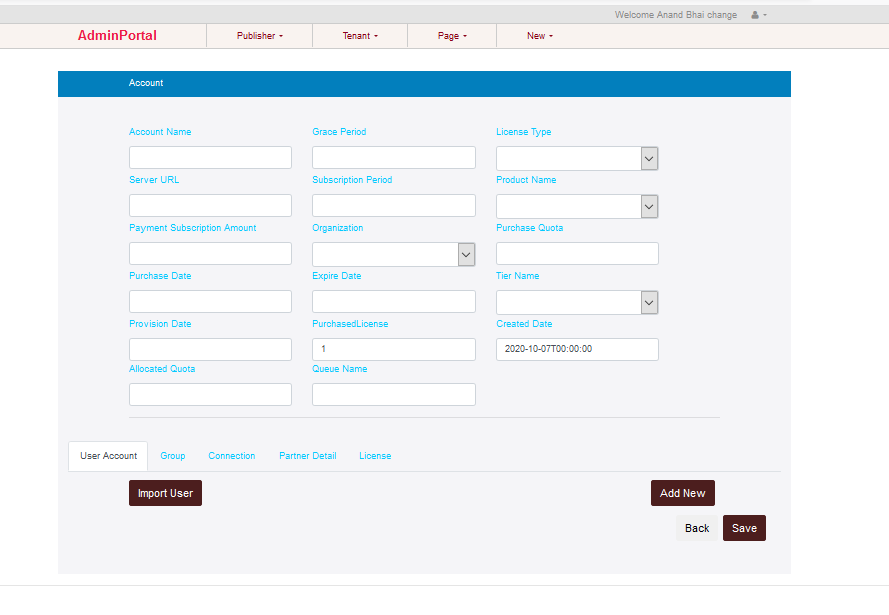 Welcome Anand Bhai change
AdminPortal Publisher Tenant Page New
Account
Account Name Grace Period License Type
Server URL Subscription Period Product Name
Payment Subscription Amount Organization Purchase Quota
Purchase Date Expire Date Tier Name
Provision Date PurchasedLicense Created Date
1 2020-10-07T00:00:00
Allocated Quota Queue Name
User Account Group Connection Partner Detail License
Import User Add New
Back Save